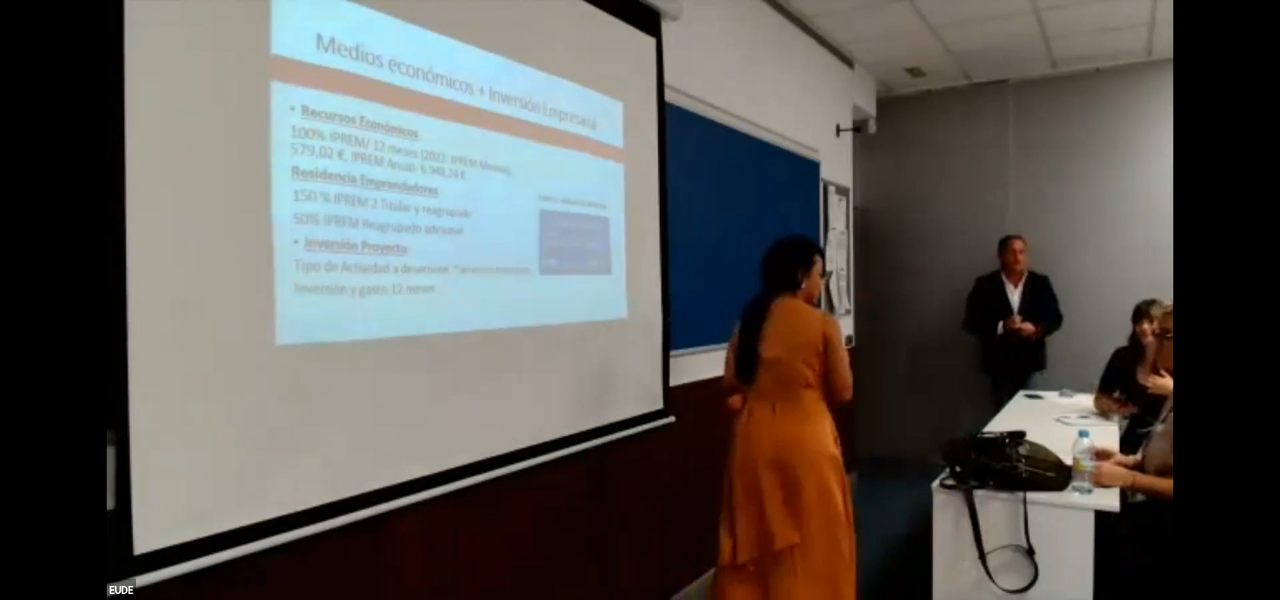 Medios económicos + Inversión Empresarial
• Recursos Económicos
100% IPREM/ 12 meses (2022: IPREM Mensual
579,02 €, IPREM Anual: 6.948,24 €
Residencia Emprendedores
150 % IPREM 2 Titular y reagrupado
50% IPREM Reagrupado adicional
• Inversión Proyecto:
Tipo de Actividad a desarrollar
Inversión y gasto 12 meses
EUDE